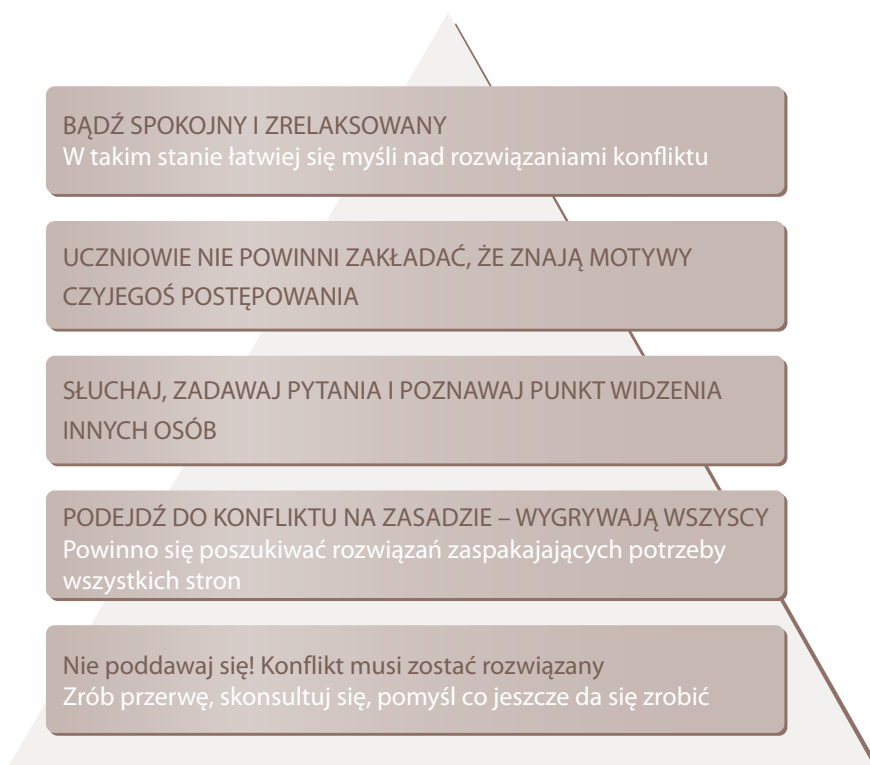 BĄDŹ SPOKOJNY I ZRELAKSOWANY
W takim stanie łatwiej się myśli nad rozwiązaniami konfliktu
UCZNIOWIE NIE POWINNI ZAKŁADAĆ, ŻE ZNAJĄ MOTYWY
CZYJEGOŚ POSTĘPOWANIA
SŁUCHAJ, ZADAWAJ PYTANIA I POZNAWAJ PUNKT WIDZENIA
INNYCH OSÓB
PODEJDŹ DO KONFLIKTU NA ZASADZIE – WYGRYWAJĄ WSZYSCY
Powinno się poszukiwać rozwiązań zaspakajających potrzeby
wszystkich stron
Nie poddawaj się! Konflikt musi zostać rozwiązany
Zrób przerwę, skonsultuj się, pomyśl co jeszcze da się zrobić